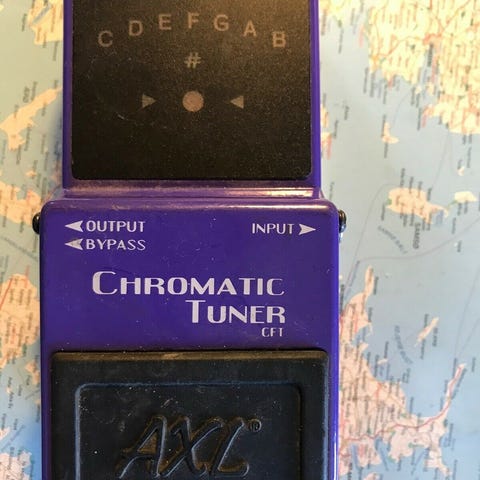 C D E F G A B
#
OUTPUT INPUT
BYPASS
CHROMATIC
TUNER
CFT
AXL®